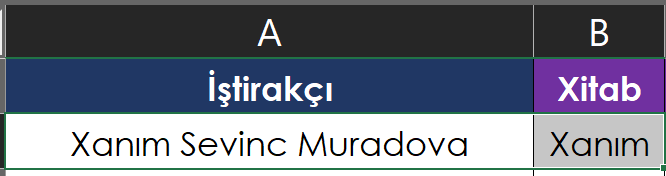 A B
İştirakçı Xitab
Xanım Sevinc Muradova Xanım